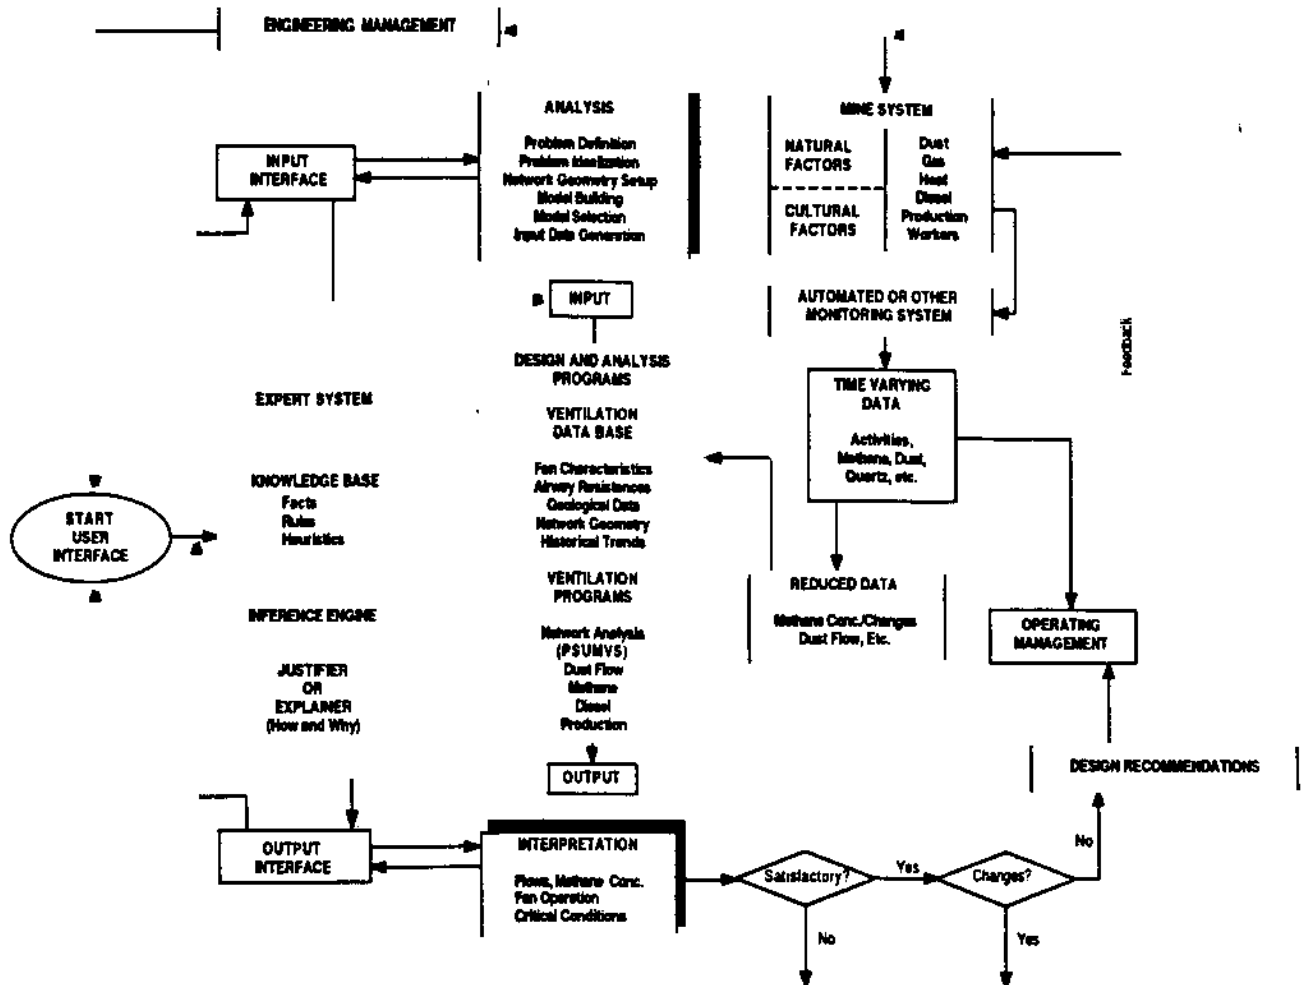 ENGINEERING MANAGEMENT
ANALYSIS
Problem Definition
Problem Idealization
Network Geometry Setup
Model Building
Model Selection
Input Data Generation
INPUT
INTERFACE
MINE SYSTEM
NATURAL
FACTORS
CULTURAL
FACTORS
Dust
Gas
Heat
Diesel
Production
Workers
AUTOMATED OR OTHER
MONITORING SYSTEM
Feedback
INPUT
DESIGN AND ANALYSIS
PROGRAMS
VENTILATION
DATA BASE
Fan Characteristics
Airway Resistances
Geological Data
Network Geometry
Historical Trends
VENTILATION
PROGRAMS
Network Analysis
(PSUMVS)
Dust Flow
Methane
Diesel
Production
OUTPUT
EXPERT SYSTEM
KNOWLEDGE BASE
Facts
Rules
Heuristics
INFERENCE ENGINE
JUSTIFIER
OR
EXPLAINER
(How and Why)
START
USER
INTERFACE
TIME VARYING
DATA
Activities,
Methane, Dust,
Quartz, etc.
REDUCED DATA
Methane Conc./Changes
Dust Flow, Etc.
OPERATING
MANAGEMENT
DESIGN RECOMMENDATIONS
OUTPUT
INTERFACE
INTERPRETATION
Flows, Methane Conc.
Fan Operation
Critical Conditions
Satisfactory?
Yes
Changes?
No
No
Yes